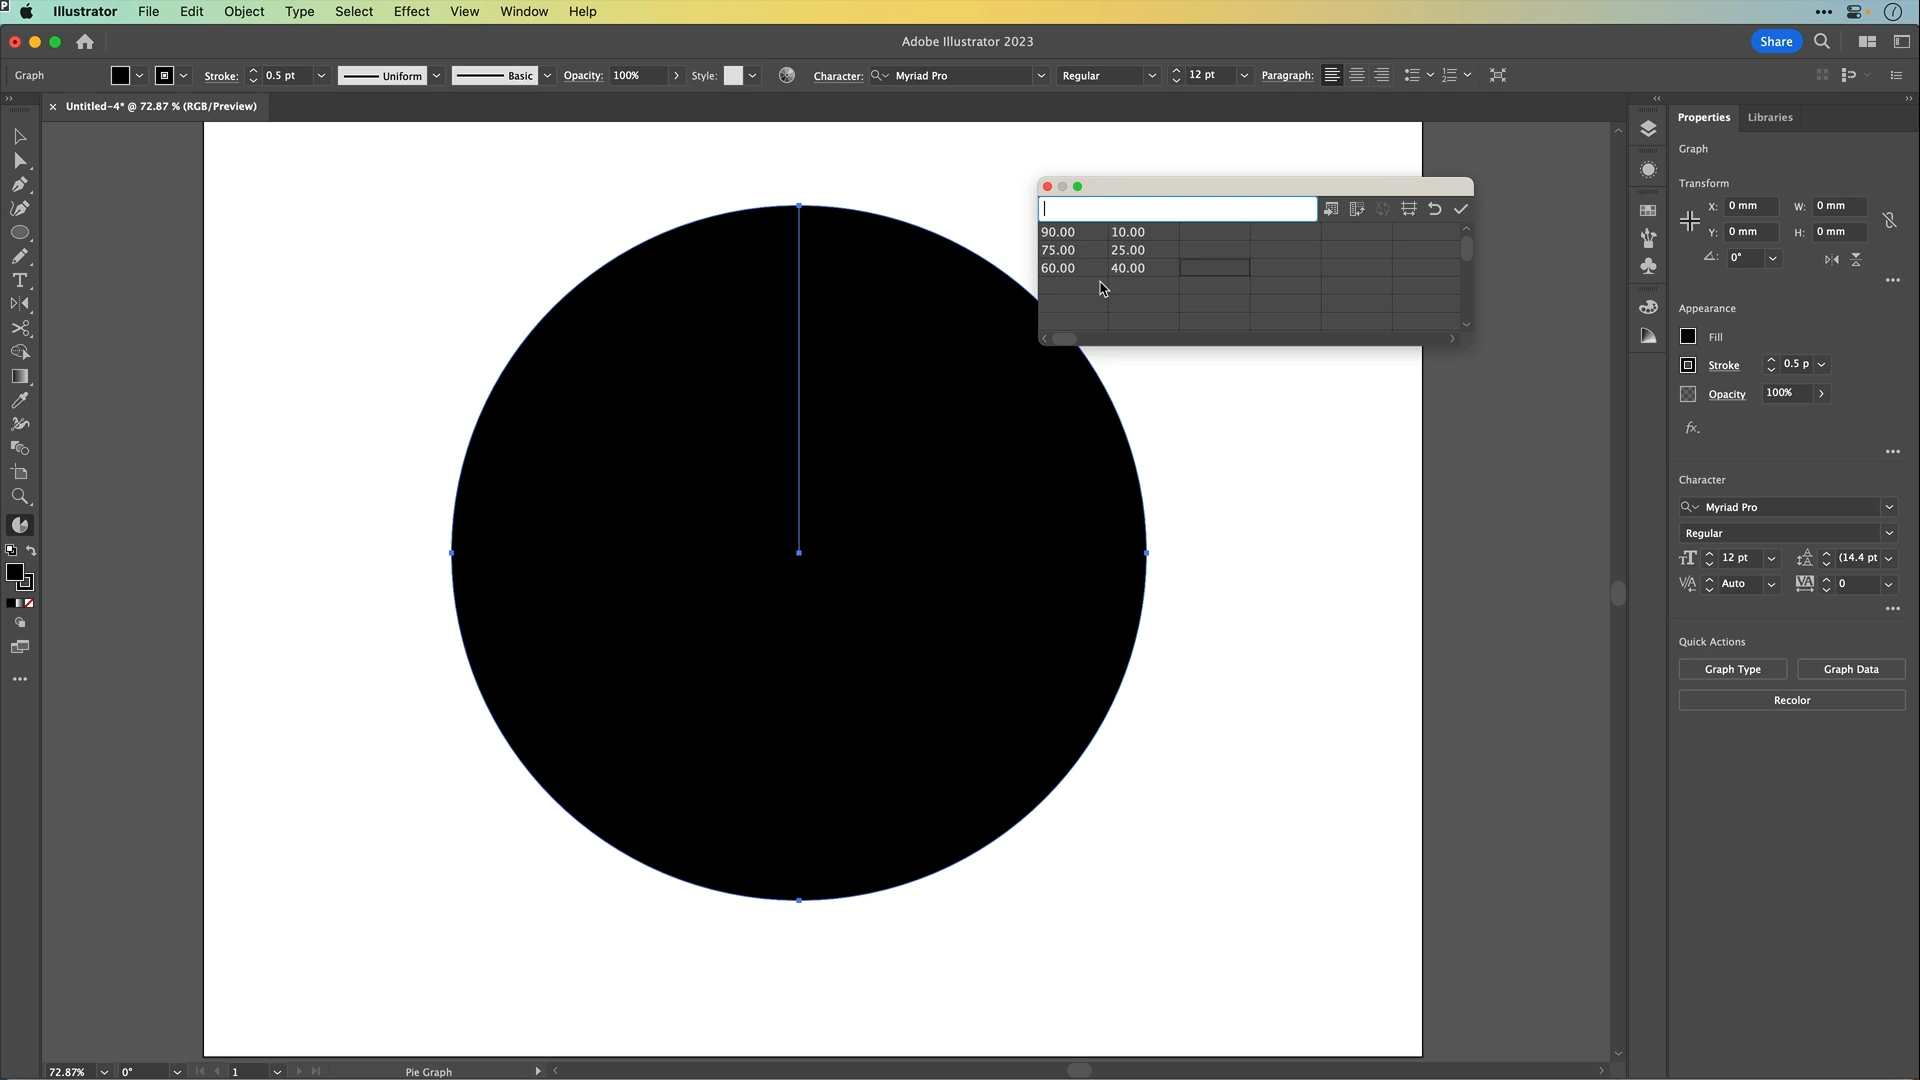 P
Illustrator File Edit Object Type Select Effect View Window Help
Adobe Illustrator 2023
Share
Graph Stroke: 0.5 pt Uniform Basic Opacity: 100% Style: Character: Myriad Pro Regular 12 pt Paragraph:
Untitled-4* @ 72.87 % (RGB/Preview)
90.00 10.00
75.00 25.00
60.00 40.00
Properties Libraries
Graph
Transform
X: 0 mm W: 0 mm
Y: 0 mm H: 0 mm
0°
Appearance
Fill
Stroke 0.5 p
Opacity 100%
fx.
Character
Myriad Pro
Regular
12 pt (14.4 pt
Auto 0
Quick Actions
Graph Type Graph Data
Recolor
72.87% 0° 1 Pie Graph